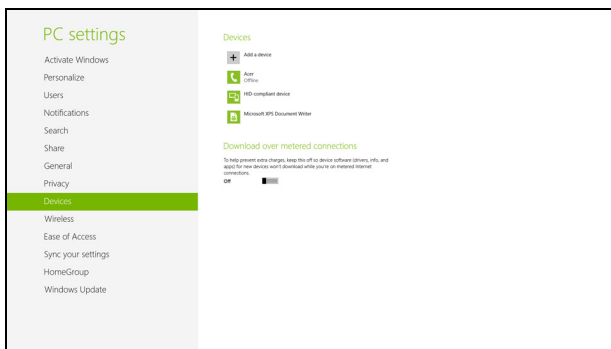 PC settings
Activate Windows
Personalize
Users
Notifications
Search
Share
General
Privacy
Devices
Wireless
Ease of Access
Sync your settings
HomeGroup
Windows Update
Devices
Add a device
Acer
Offline
HID-compliant device
Microsoft XPS Document Writer
Download over metered connections
To help prevent extra charges, keep this off so device software (drivers, info, and
apps) for new devices won't download while you're on metered Internet
connections.
Off